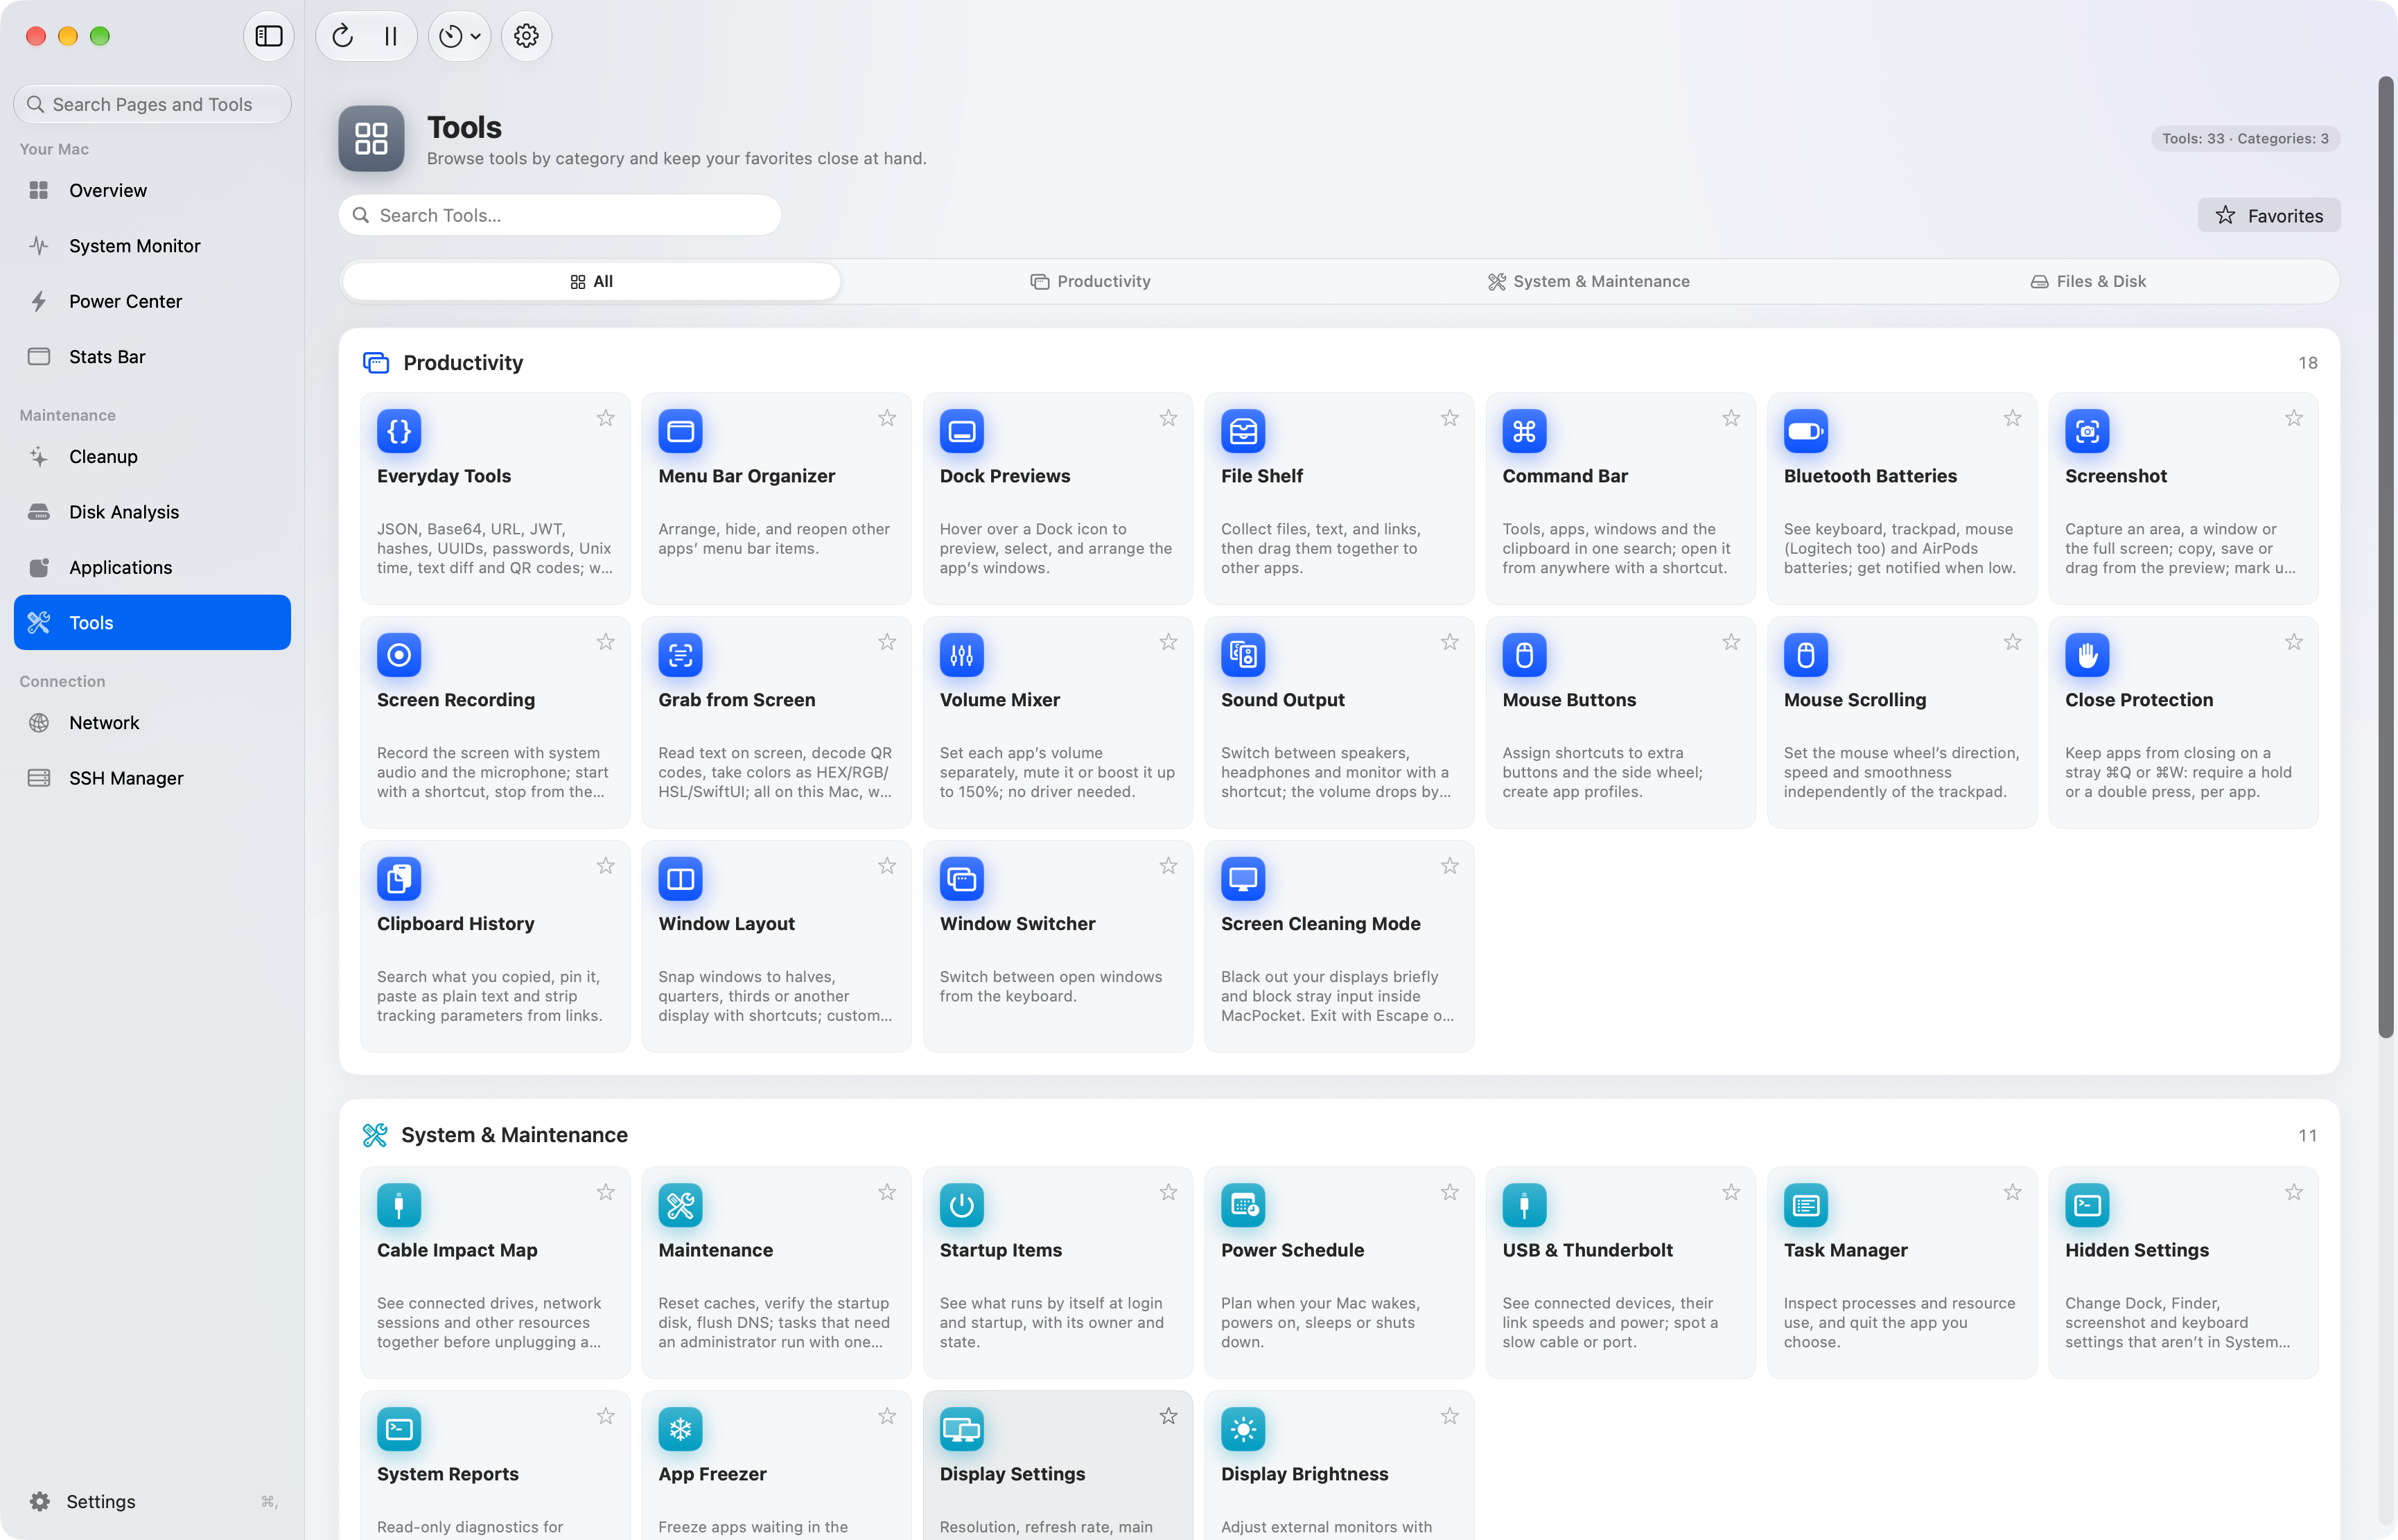 Search Pages and Tools
Your Mac
Overview
System Monitor
Power Center
Stats Bar
Maintenance
Cleanup
Disk Analysis
Applications
Tools
Connection
Network
SSH Manager
Settings
⌘,
Tools
Browse tools by category and keep your favorites close at hand.
Tools: 33 · Categories: 3
Search Tools...
Favorites
All
Productivity
System & Maintenance
Files & Disk
Productivity
18
Everyday Tools
JSON, Base64, URL, JWT,
hashes, UUIDs, passwords, Unix
time, text diff and QR codes; w...
Menu Bar Organizer
Arrange, hide, and reopen other
apps’ menu bar items.
Dock Previews
Hover over a Dock icon to
preview, select, and arrange the
app’s windows.
File Shelf
Collect files, text, and links,
then drag them together to
other apps.
Command Bar
Tools, apps, windows and the
clipboard in one search; open it
from anywhere with a shortcut.
Bluetooth Batteries
See keyboard, trackpad, mouse
(Logitech too) and AirPods
batteries; get notified when low.
Screenshot
Capture an area, a window or
the full screen; copy, save or
drag from the preview; mark u...
Screen Recording
Record the screen with system
audio and the microphone; start
with a shortcut, stop from the...
Grab from Screen
Read text on screen, decode QR
codes, take colors as HEX/RGB/
HSL/SwiftUI; all on this Mac, w...
Volume Mixer
Set each app’s volume
separately, mute it or boost it up
to 150%; no driver needed.
Sound Output
Switch between speakers,
headphones and monitor with a
shortcut; the volume drops by...
Mouse Buttons
Assign shortcuts to extra
buttons and the side wheel;
create app profiles.
Mouse Scrolling
Set the mouse wheel’s direction,
speed and smoothness
independently of the trackpad.
Close Protection
Keep apps from closing on a
stray ⌘Q or ⌘W: require a hold
or a double press, per app.
Clipboard History
Search what you copied, pin it,
paste as plain text and strip
tracking parameters from links.
Window Layout
Snap windows to halves,
quarters, thirds or another
display with shortcuts; custom...
Window Switcher
Switch between open windows
from the keyboard.
Screen Cleaning Mode
Black out your displays briefly
and block stray input inside
MacPocket. Exit with Escape o...
System & Maintenance
11
Cable Impact Map
See connected drives, network
sessions and other resources
together before unplugging a...
Maintenance
Reset caches, verify the startup
disk, flush DNS; tasks that need
an administrator run with one...
Startup Items
See what runs by itself at login
and startup, with its owner and
state.
Power Schedule
Plan when your Mac wakes,
powers on, sleeps or shuts
down.
USB & Thunderbolt
See connected devices, their
link speeds and power; spot a
slow cable or port.
Task Manager
Inspect processes and resource
use, and quit the app you
choose.
Hidden Settings
Change Dock, Finder,
screenshot and keyboard
settings that aren’t in System...
System Reports
Read-only diagnostics for
App Freezer
Freeze apps waiting in the
Display Settings
Resolution, refresh rate, main
Display Brightness
Adjust external monitors with